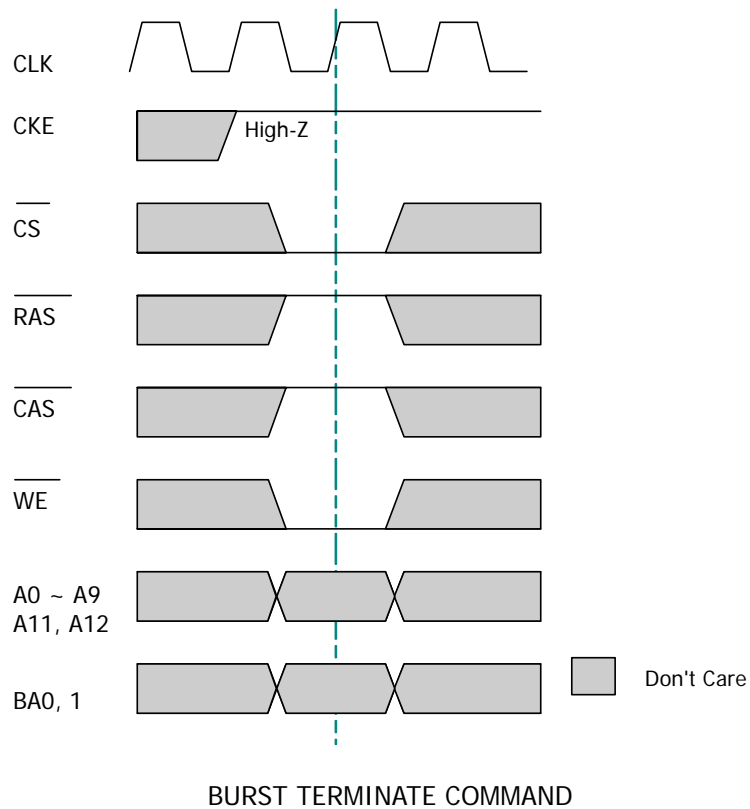 CLK
CKE
High-Z
CS
RAS
CAS
WE
A0 ~ A9
A11, A12
BA0, 1
Don't Care
BURST TERMINATE COMMAND